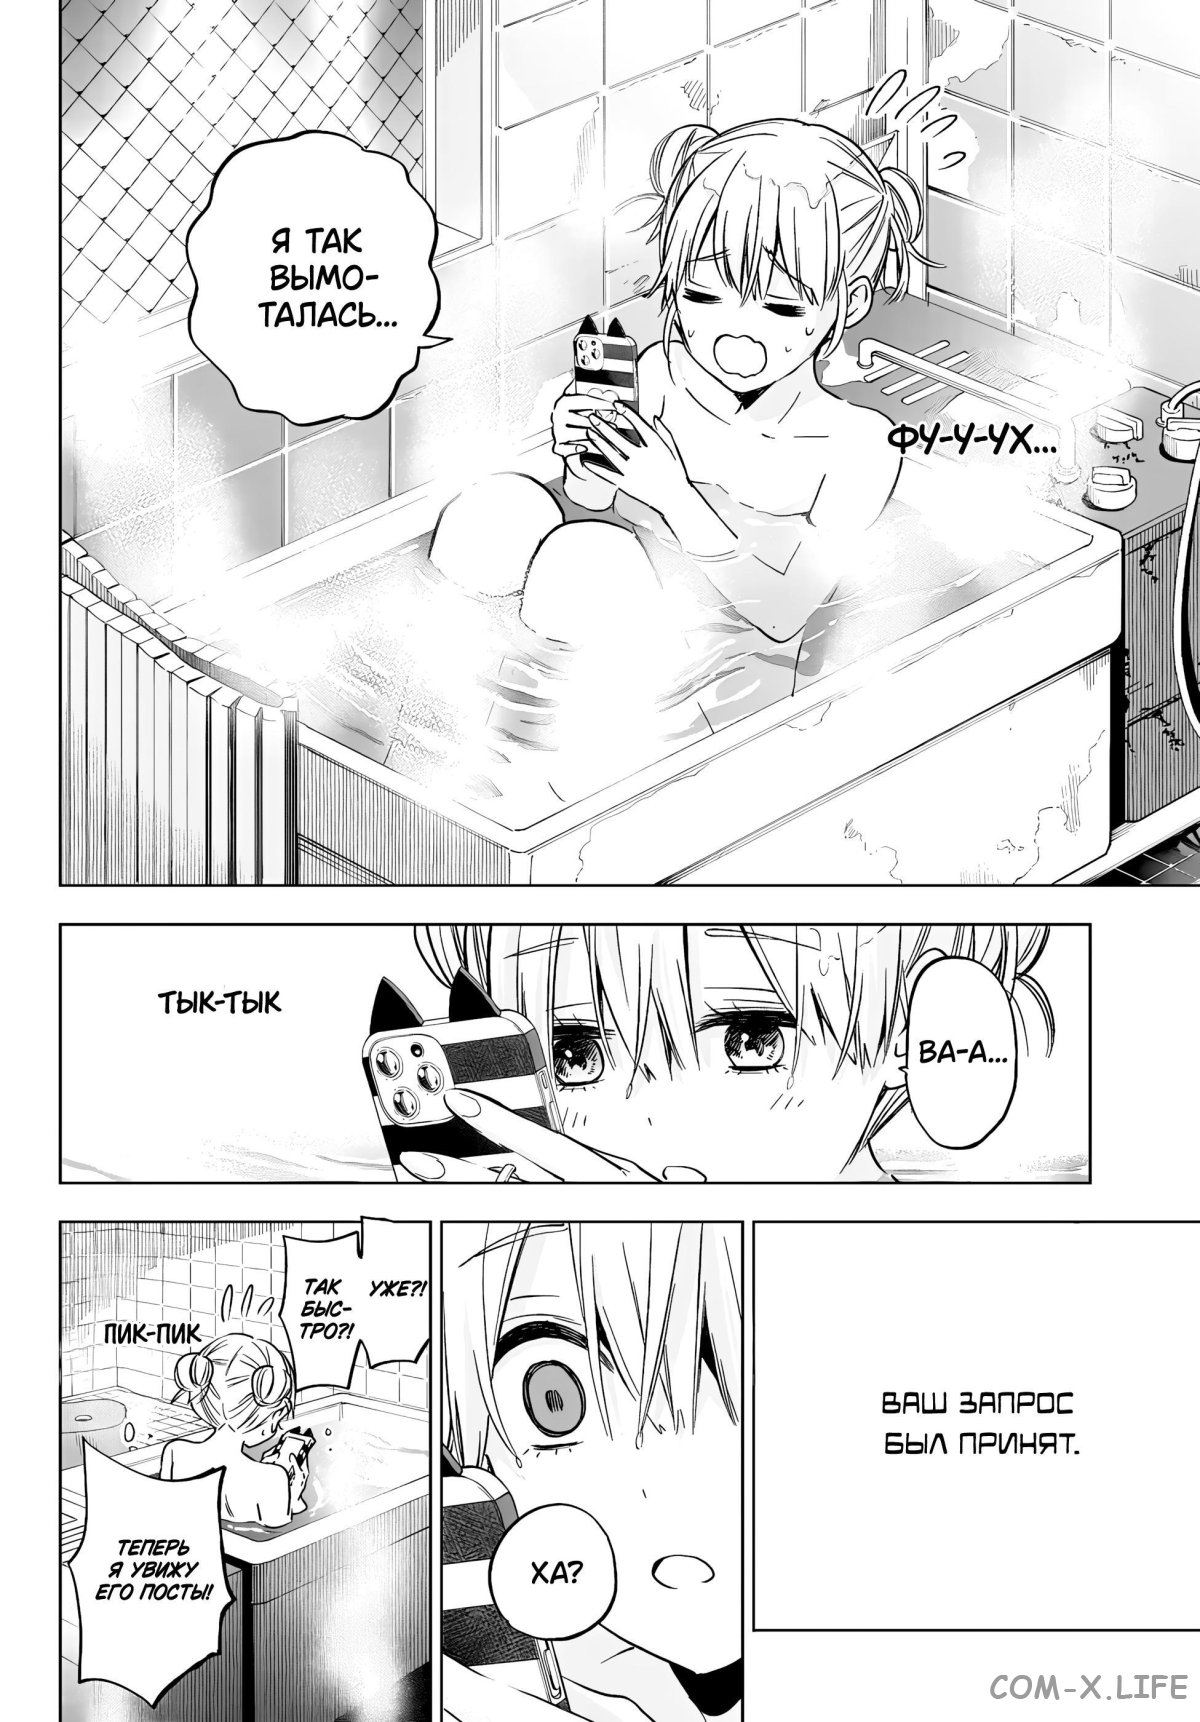 Я ТАК
ВЫМО-
ТАЛАСЬ...
ФУ-У-УХ...
ТЫК-ТЫК
ВА-А...
УЖЕ?!
ТАК
БЫС-
ТРО?!
ПИК-ПИК
ТЕПЕРЬ
Я УВИЖУ
ЕГО ПОСТЫ!
ХА?
ВАШ ЗАПРОС
БЫЛ ПРИНЯТ.
COM-X.LIFE